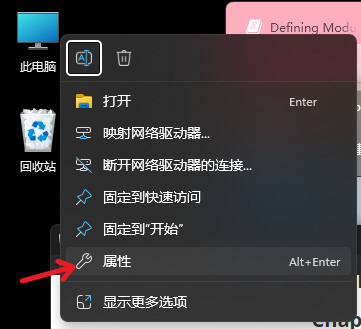 Defining Modu
此电脑
打开 Enter
映射网络驱动器...
回收站
断开网络驱动器的连接...
固定到快速访问
固定到“开始”
属性 Alt+Enter
显示更多选项
Chap